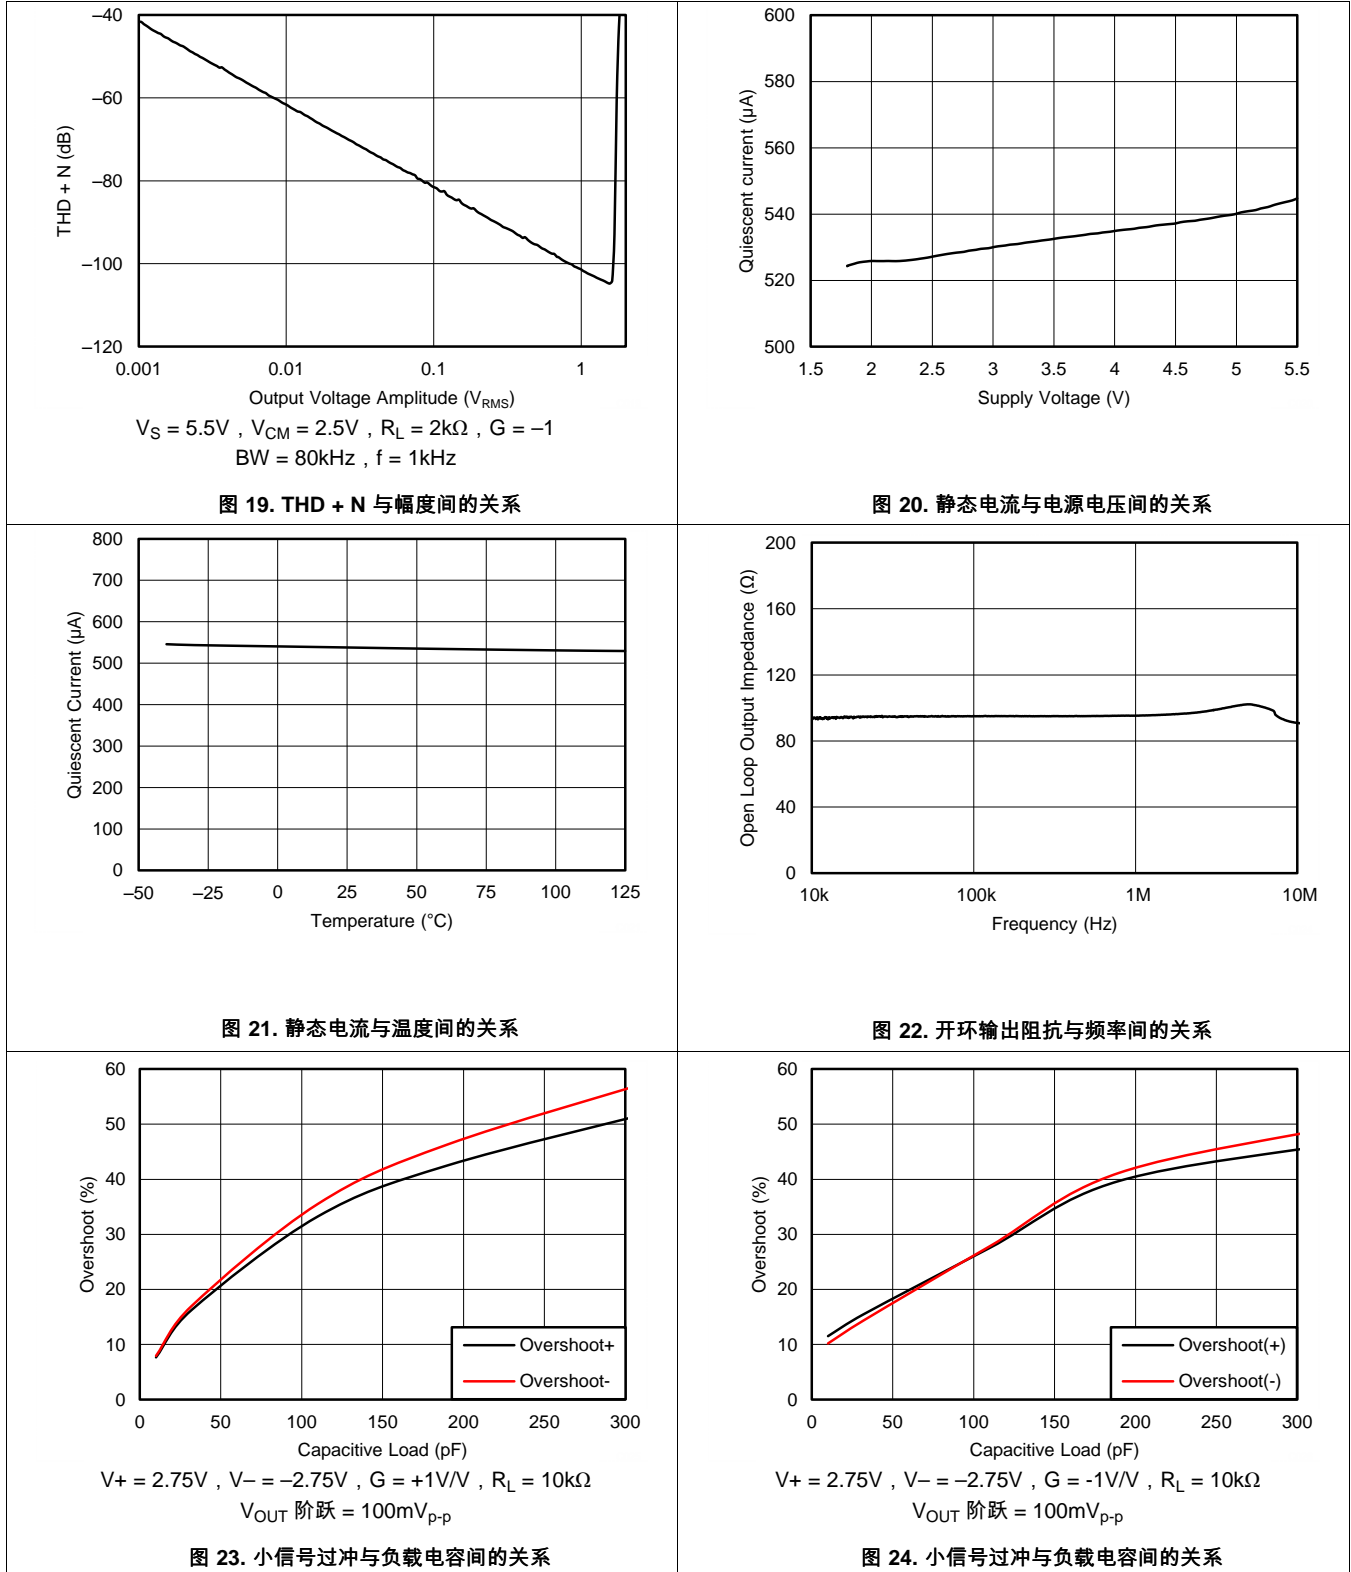 –40
–60
–80
–100
–120
THD + N (dB)
0.001 0.01 0.1 1
Output Voltage Amplitude (VRMS)
VS = 5.5V，VCM = 2.5V，RL = 2kΩ，G = –1
BW = 80kHz，f = 1kHz
图 19. THD + N 与幅度间的关系
600
580
560
540
520
500
Quiescent current (µA)
1.5 2 2.5 3 3.5 4 4.5 5 5.5
Supply Voltage (V)
图 20. 静态电流与电源电压间的关系
800
700
600
500
400
300
200
100
0
Quiescent Current (µA)
–50 –25 0 25 50 75 100 125
Temperature (°C)
图 21. 静态电流与温度间的关系
200
160
120
80
40
0
Open Loop Output Impedance (Ω)
10k 100k 1M 10M
Frequency (Hz)
图 22. 开环输出阻抗与频率间的关系
60
50
40
30
20
10
0
Overshoot (%)
Overshoot+
Overshoot-
0 50 100 150 200 250 300
Capacitive Load (pF)
V+ = 2.75V，V– = –2.75V，G = +1V/V，RL = 10kΩ
VOUT 阶跃 = 100mVp-p
图 23. 小信号过冲与负载电容间的关系
60
50
40
30
20
10
0
Overshoot (%)
Overshoot(+)
Overshoot(-)
0 50 100 150 200 250 300
Capacitive Load (pF)
V+ = 2.75V，V– = –2.75V，G = -1V/V，RL = 10kΩ
VOUT 阶跃 = 100mVp-p
图 24. 小信号过冲与负载电容间的关系